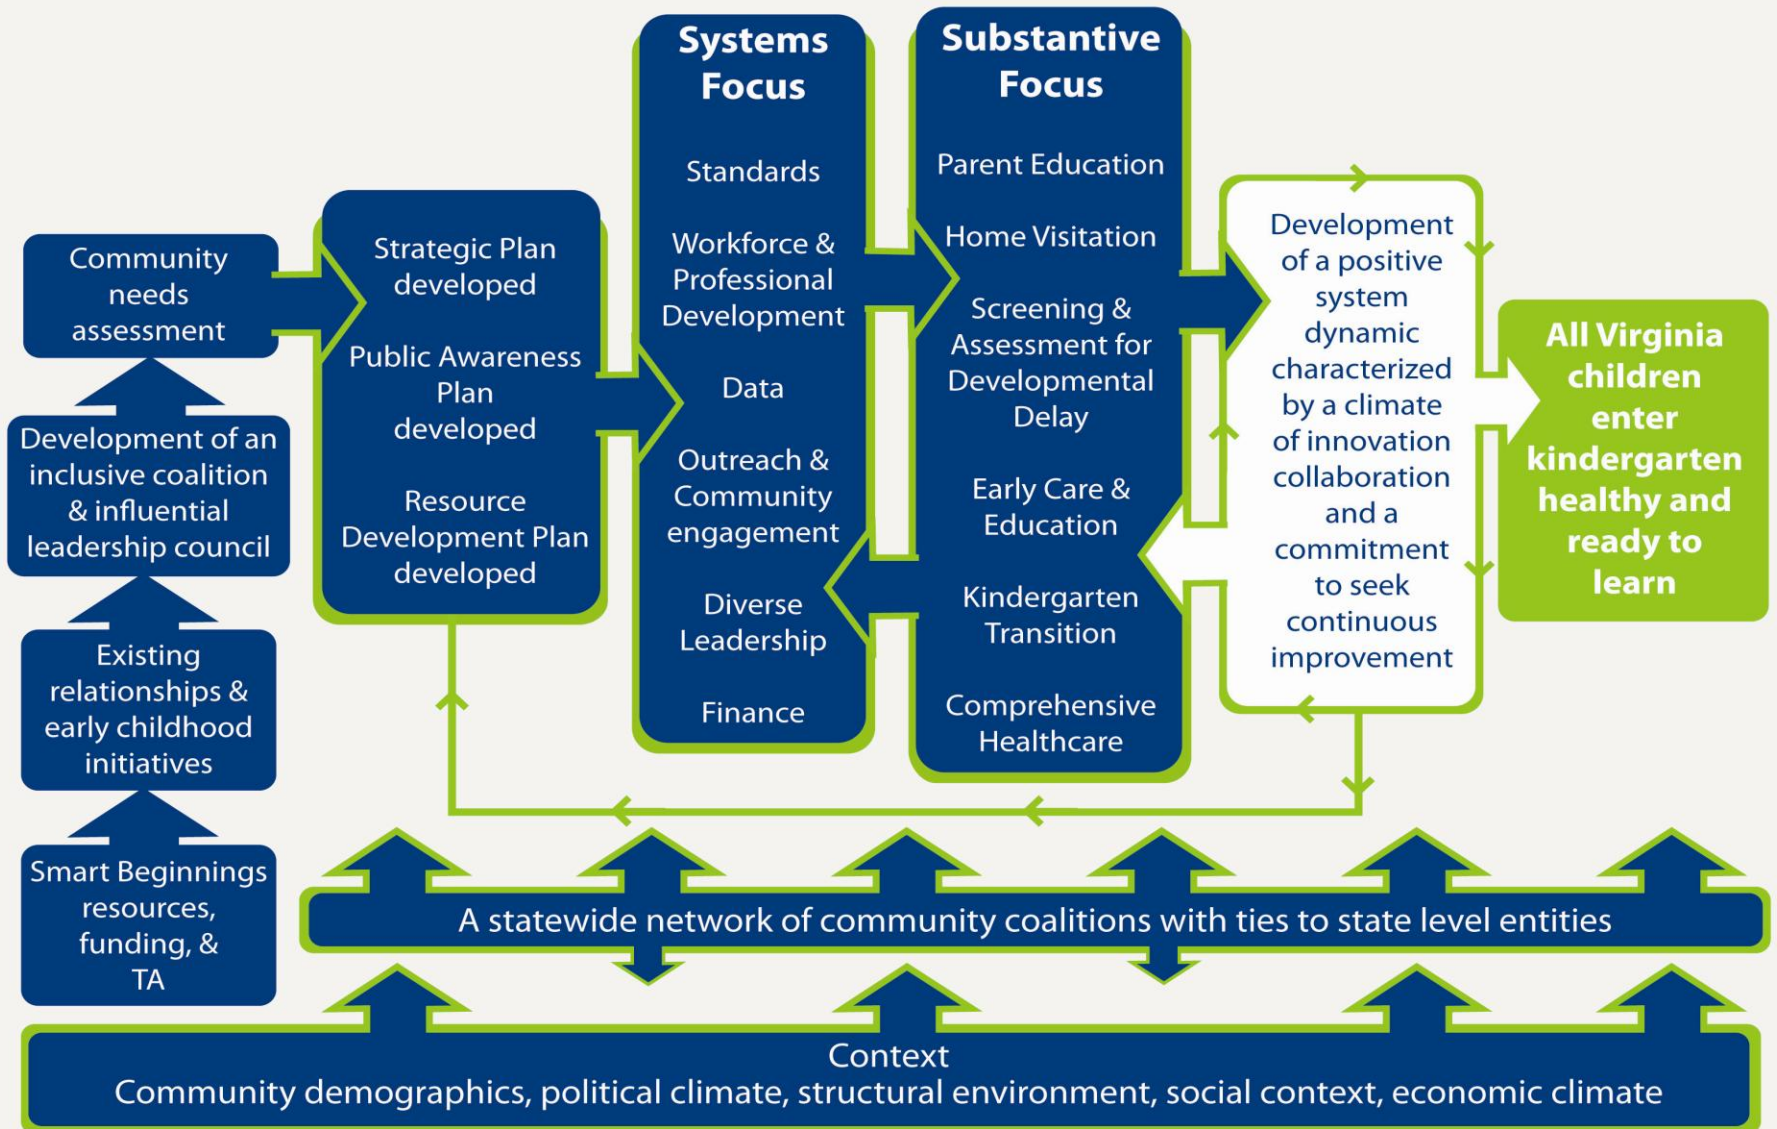 Systems
Focus
Standards
Workforce &
Professional
Development
Data
Outreach &
Community
engagement
Diverse
Leadership
Finance
Substantive
Focus
Parent Education
Home Visitation
Screening &
Assessment for
Developmental
Delay
Early Care &
Education
Kindergarten
Transition
Comprehensive
Healthcare
Community
needs
assessment
Development of an
inclusive coalition
& influential
leadership council
Existing
relationships &
early childhood
initiatives
Smart Beginnings
resources,
funding, &
TA
Strategic Plan
developed
Public Awareness
Plan
developed
Resource
Development Plan
developed
Development
of a positive
system
dynamic
characterized
by a climate
of innovation
collaboration
and a
commitment
to seek
continuous
improvement
All Virginia
children
enter
kindergarten
healthy and
ready to
learn
A statewide network of community coalitions with ties to state level entities
Context
Community demographics, political climate, structural environment, social context, economic climate